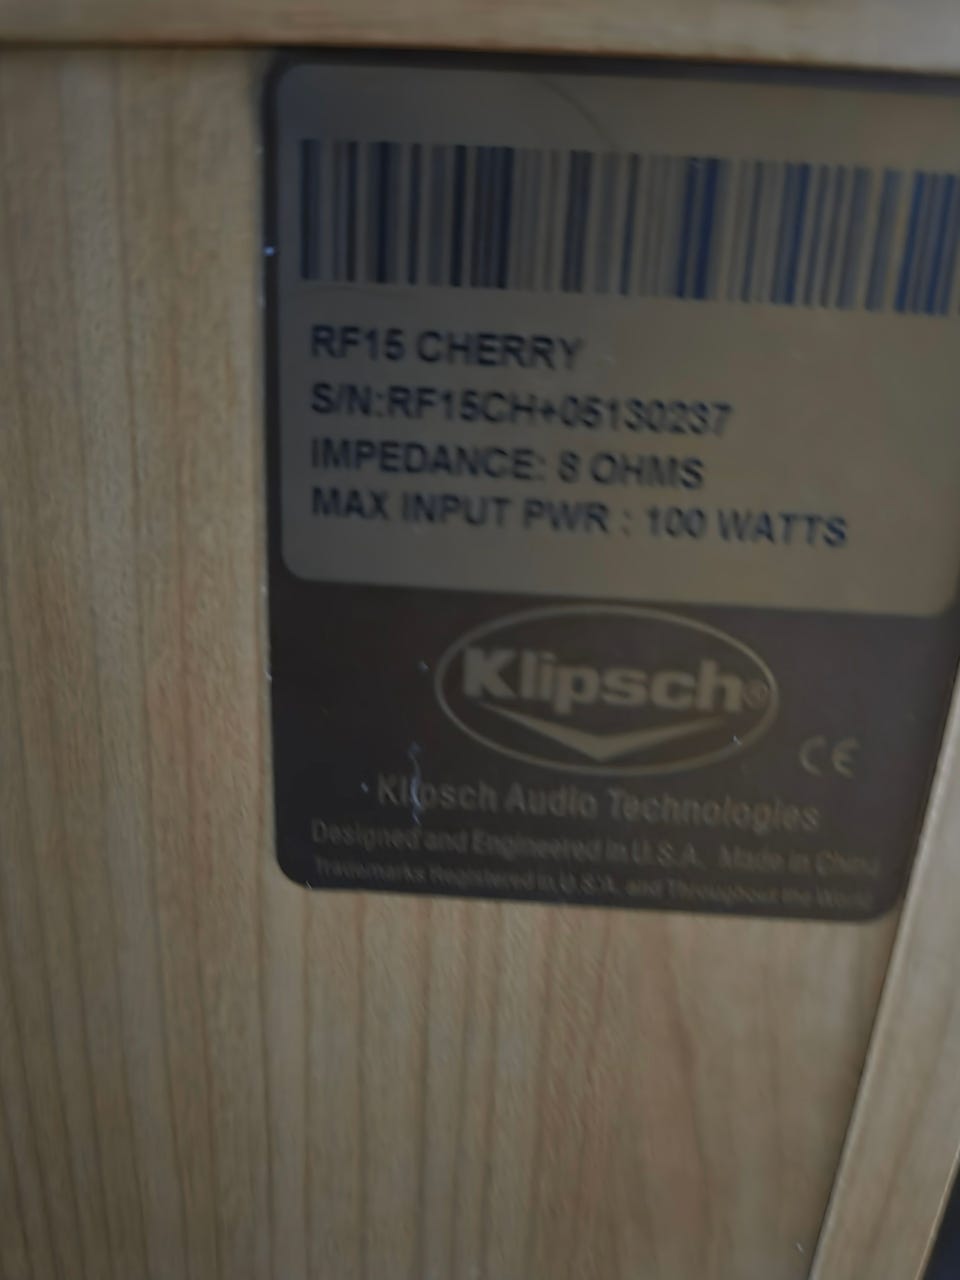 RF15 CHERRY
S/N:RF15CH+05130237
IMPEDANCE: 8 OHMS
MAX INPUT PWR : 100 WATTS
Klipsch®
CE
Klipsch Audio Technologies
Designed and Engineered in U.S.A. Made in China
Trademarks Registered in U.S.A. and Throughout the World